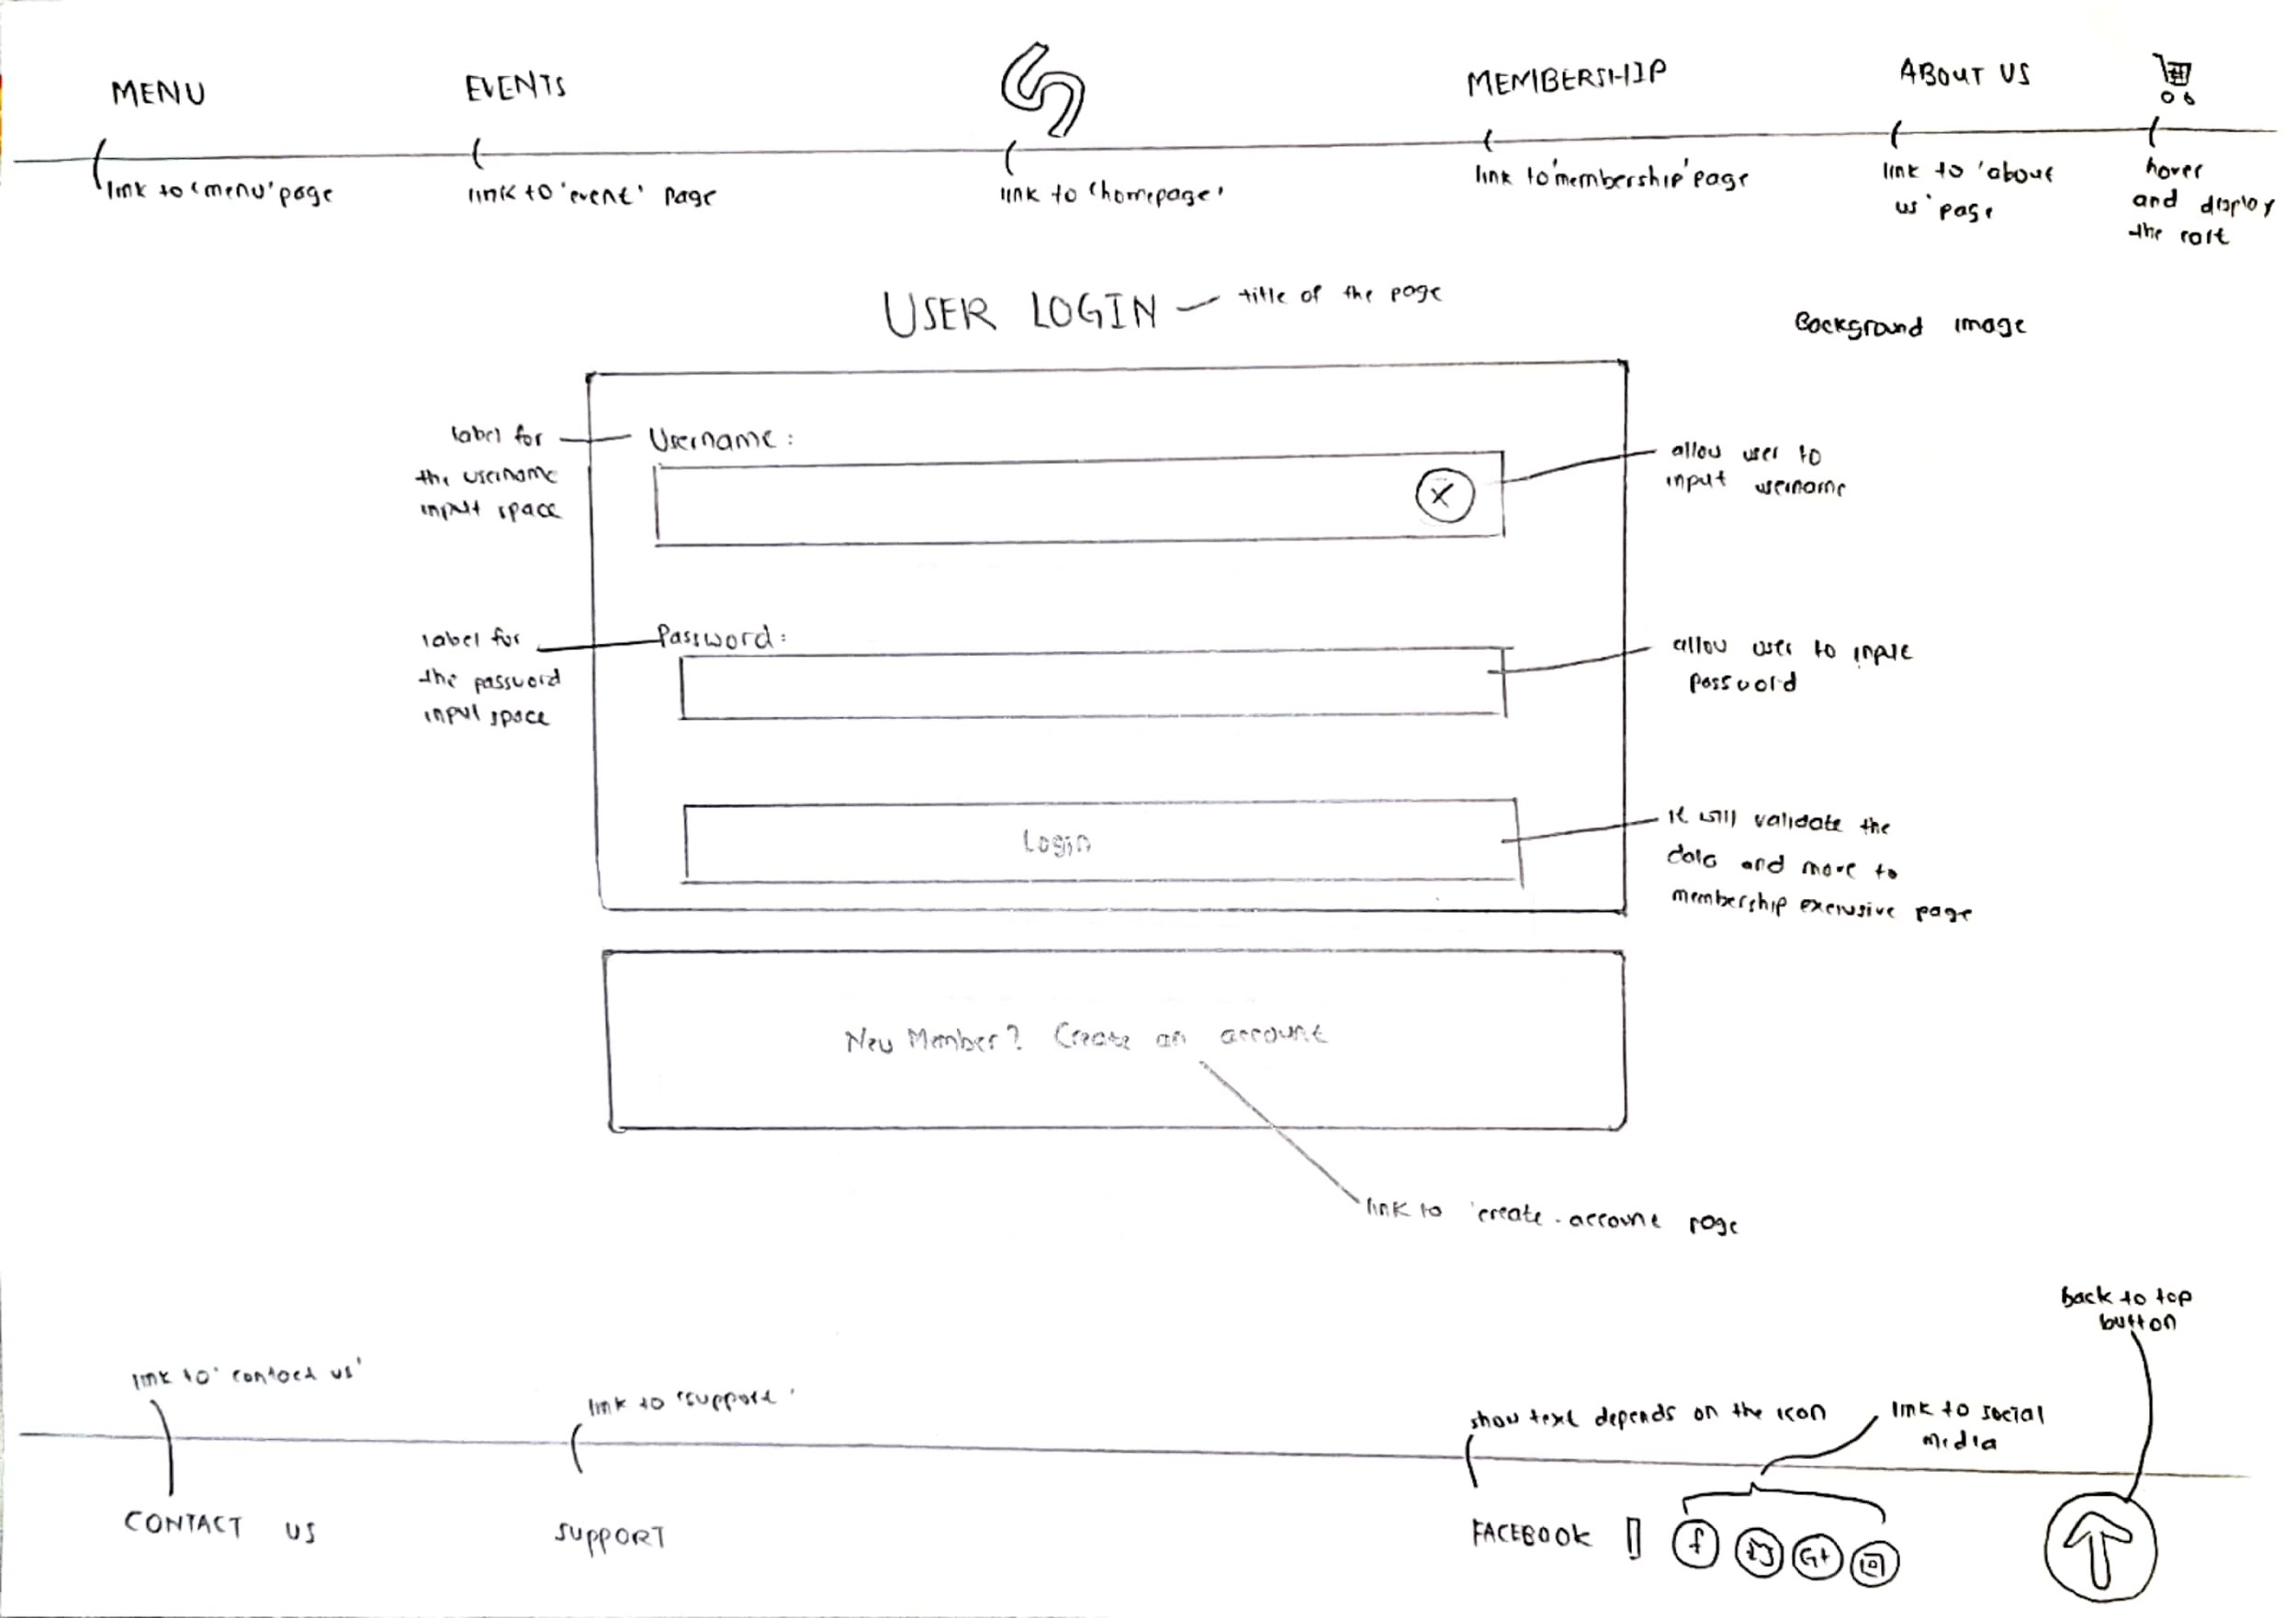 MENU
EVENTS
MEMBERSHIP
ABOUT US
link to 'menu' page
link to 'event' page
link to 'homepage'
link to 'membership' page
link to 'about
us' page
hover
and display
the cart
USER LOGIN
title of the page
Background image
label for
the username
input space
Username:
X
allow user to
input username
label for
the password
input space
Password:
allow user to input
password
Login
it will validate the
data and move to
membership exclusive page
New Member? Create an account
link to 'create-account page
back to top
button
link to 'contact us'
link to 'support'
show text depends on the icon
link to social
media
CONTACT US
SUPPORT
FACEBOOK
f
G+